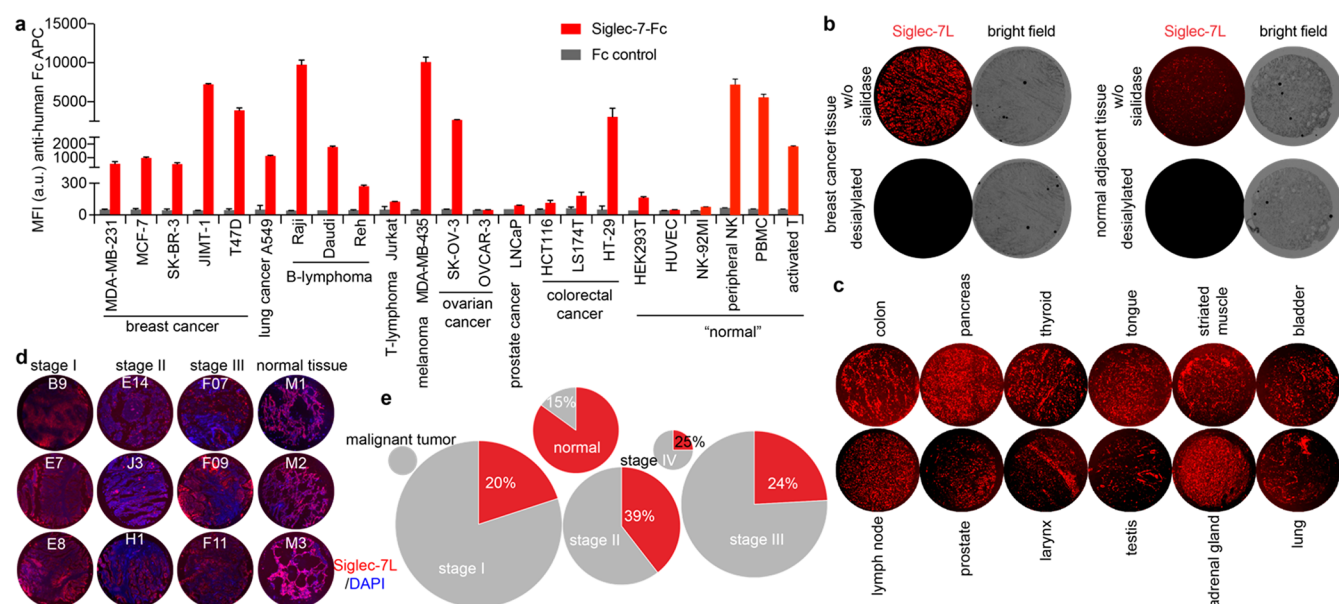 a
15000
10000
5000
2000
1000
300
0
MFI (a.u.) anti-human Fc APC
Siglec-7-Fc
Fc control
MDA-MB-231
MCF-7
SK-BR-3
JIMT-1
T47D
lung cancer A549
Raji
Daudi
Reh
T-lymphoma Jurkat
melanoma MDA-MB-435
SK-OV-3
OVCAR-3
prostate cancer LNCaP
HCT116
LS174T
HT-29
HEK293T
HUVEC
NK-92MI
peripheral NK
PBMC
activated T
breast cancer
B-lymphoma
ovarian
cancer
colorectal
cancer
“normal”
b
Siglec-7L bright field
Siglec-7L bright field
breast cancer tissue
w/o
sialidase
desialylated
normal adjacent tissue
w/o
sialidase
desialylated
c
colon
pancreas
thyroid
tongue
striated
muscle
bladder
lymph node
prostate
larynx
testis
adrenal gland
lung
d
stage I stage II stage III normal tissue
B9 E14 F07 M1
E7 J3 F09 M2
E8 H1 F11 M3
Siglec-7L
/DAPI
e
malignant tumor
15%
normal
20%
stage I
39%
stage II
25%
stage IV
24%
stage III